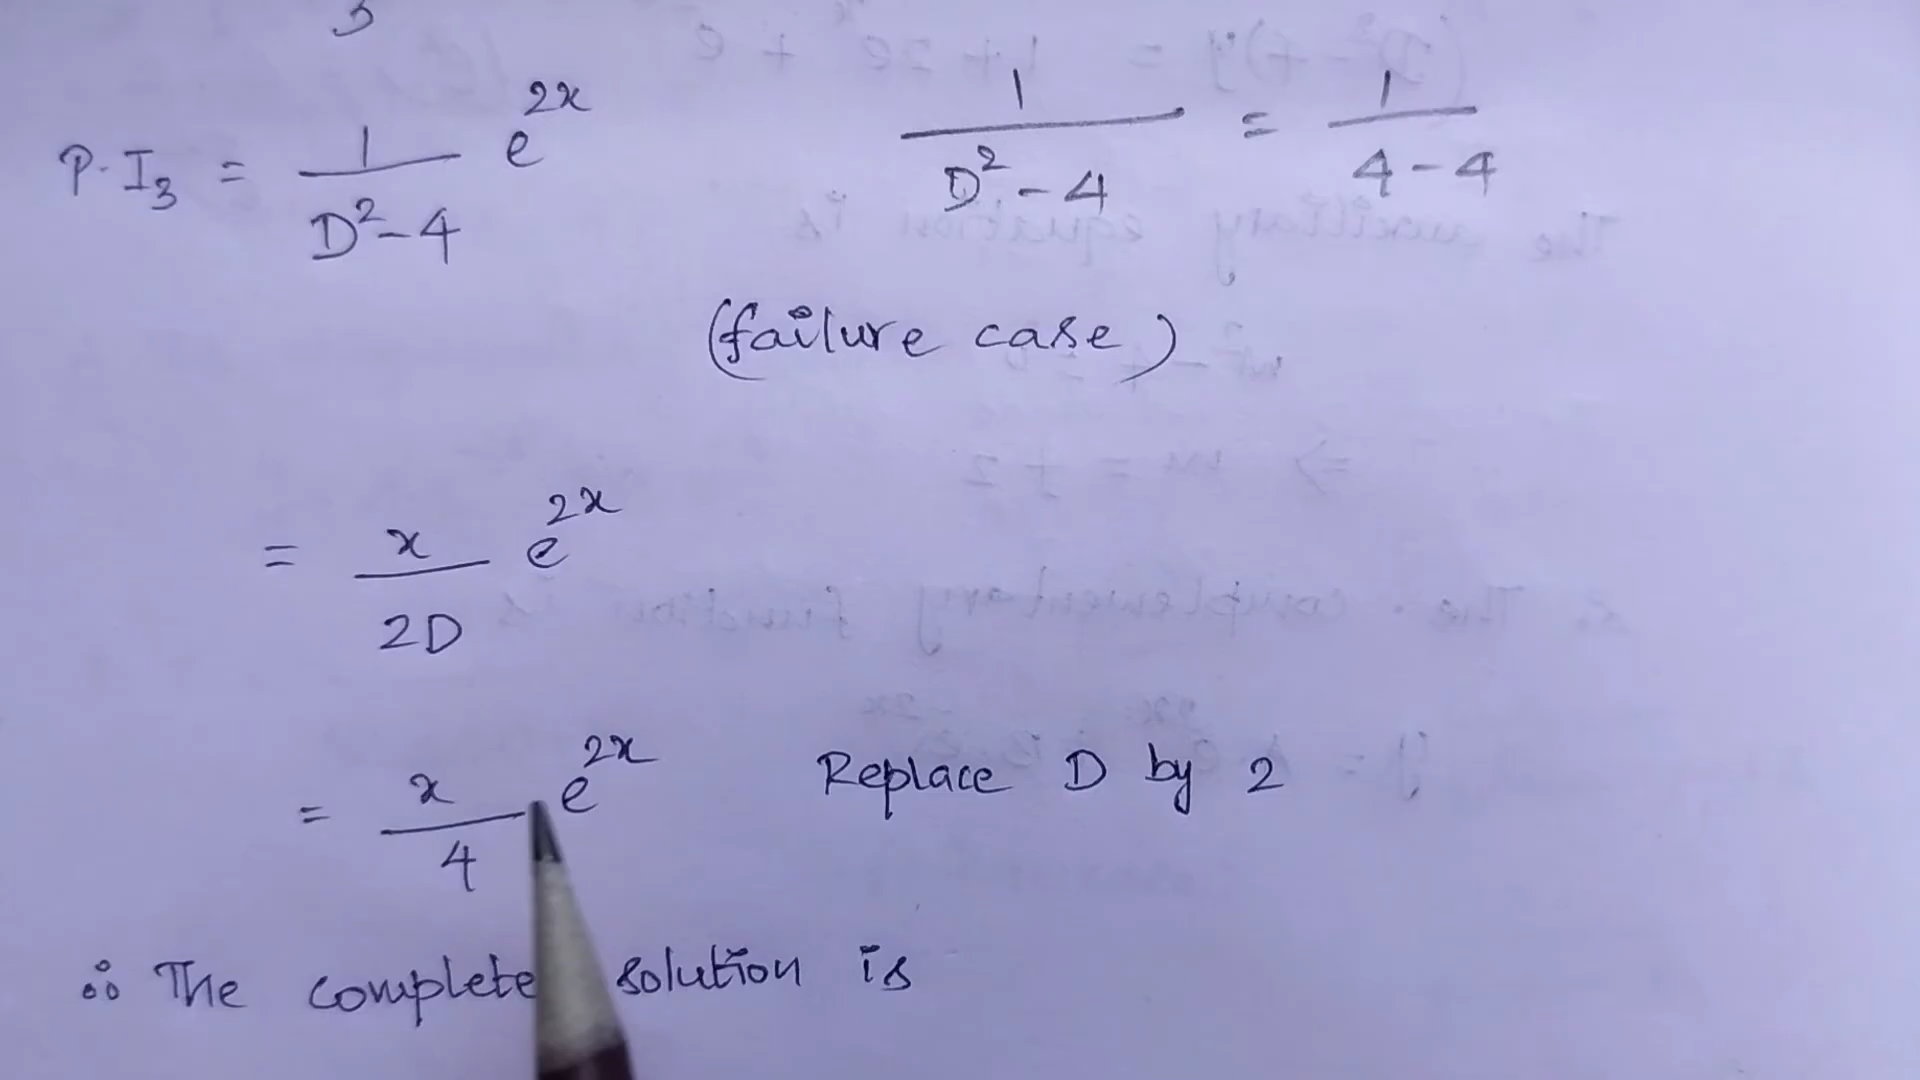 P.I₃ = 1/(D²-4) e^{2x}    1/(D²-4) = 1/(4-4)
(failure case)
= x/2D e^{2x}
= x/4 e^{2x}    Replace D by 2
∴ The complete solution is